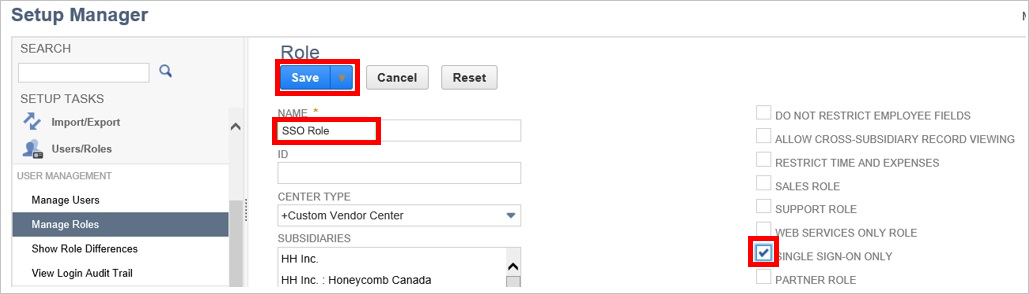 Setup Manager
SEARCH
SETUP TASKS
Import/Export
Users/Roles
USER MANAGEMENT
Manage Users
Manage Roles
Show Role Differences
View Login Audit Trail
Role
Save
Cancel
Reset
NAME *
SSO Role
ID
CENTER TYPE
+Custom Vendor Center
SUBSIDIARIES
HH Inc.
HH Inc. : Honeycomb Canada
DO NOT RESTRICT EMPLOYEE FIELDS
ALLOW CROSS-SUBSIDIARY RECORD VIEWING
RESTRICT TIME AND EXPENSES
SALES ROLE
SUPPORT ROLE
WEB SERVICES ONLY ROLE
SINGLE SIGN-ON ONLY
PARTNER ROLE